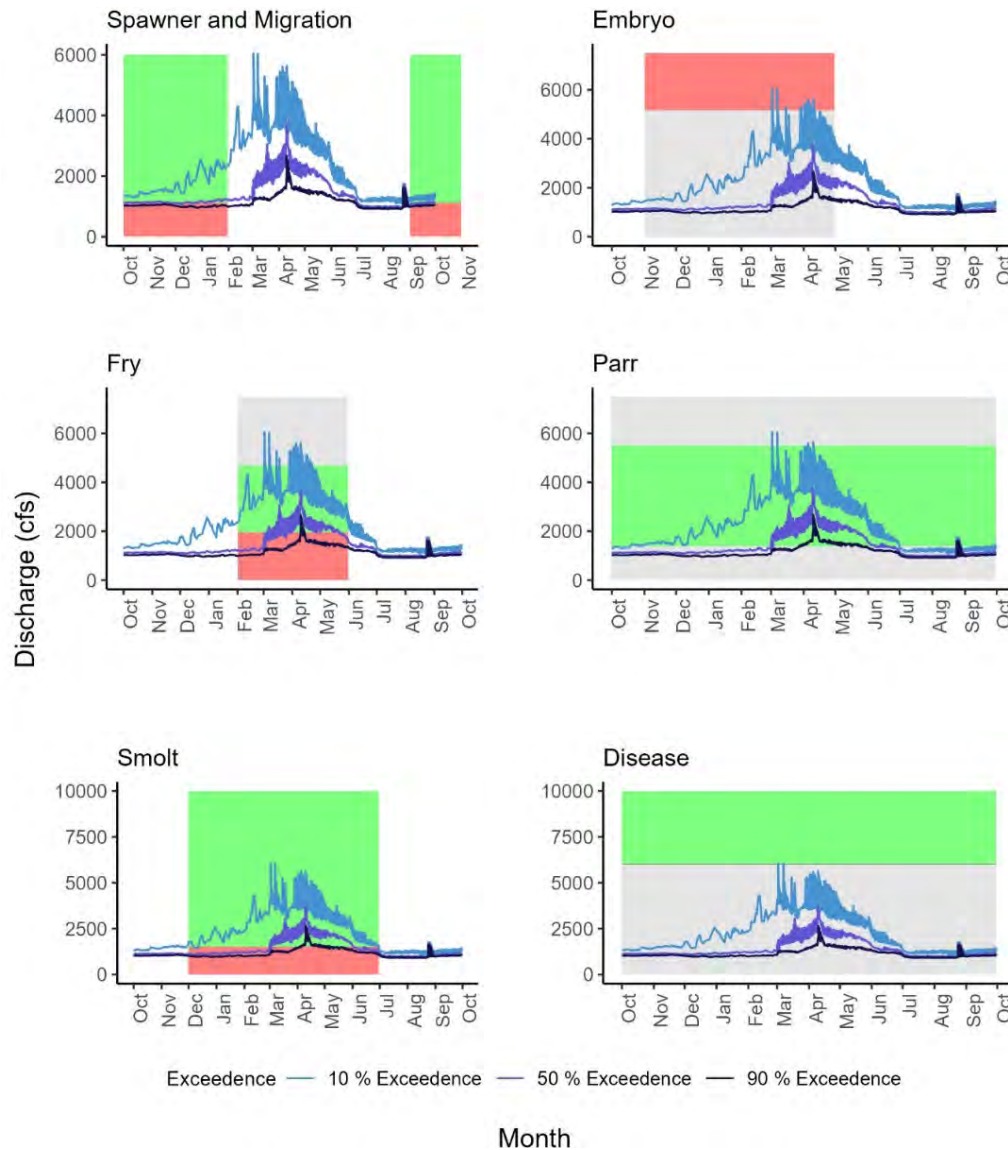 Spawner and Migration
6000
4000
2000
0
Oct
Nov
Dec
Jan
Feb
Mar
Apr
May
Jun
Jul
Aug
Sep
Oct
Nov
Embryo
6000
4000
2000
0
Oct
Nov
Dec
Jan
Feb
Mar
Apr
May
Jun
Jul
Aug
Sep
Oct
Discharge (cfs)
Fry
6000
4000
2000
0
Oct
Nov
Dec
Jan
Feb
Mar
Apr
May
Jun
Jul
Aug
Sep
Oct
Parr
6000
4000
2000
0
Oct
Nov
Dec
Jan
Feb
Mar
Apr
May
Jun
Jul
Aug
Sep
Oct
Smolt
10000
7500
5000
2500
0
Oct
Nov
Dec
Jan
Feb
Mar
Apr
May
Jun
Jul
Aug
Sep
Oct
Disease
10000
7500
5000
2500
0
Oct
Nov
Dec
Jan
Feb
Mar
Apr
May
Jun
Jul
Aug
Sep
Oct
Exceedence 10 % Exceedence 50 % Exceedence 90 % Exceedence
Month